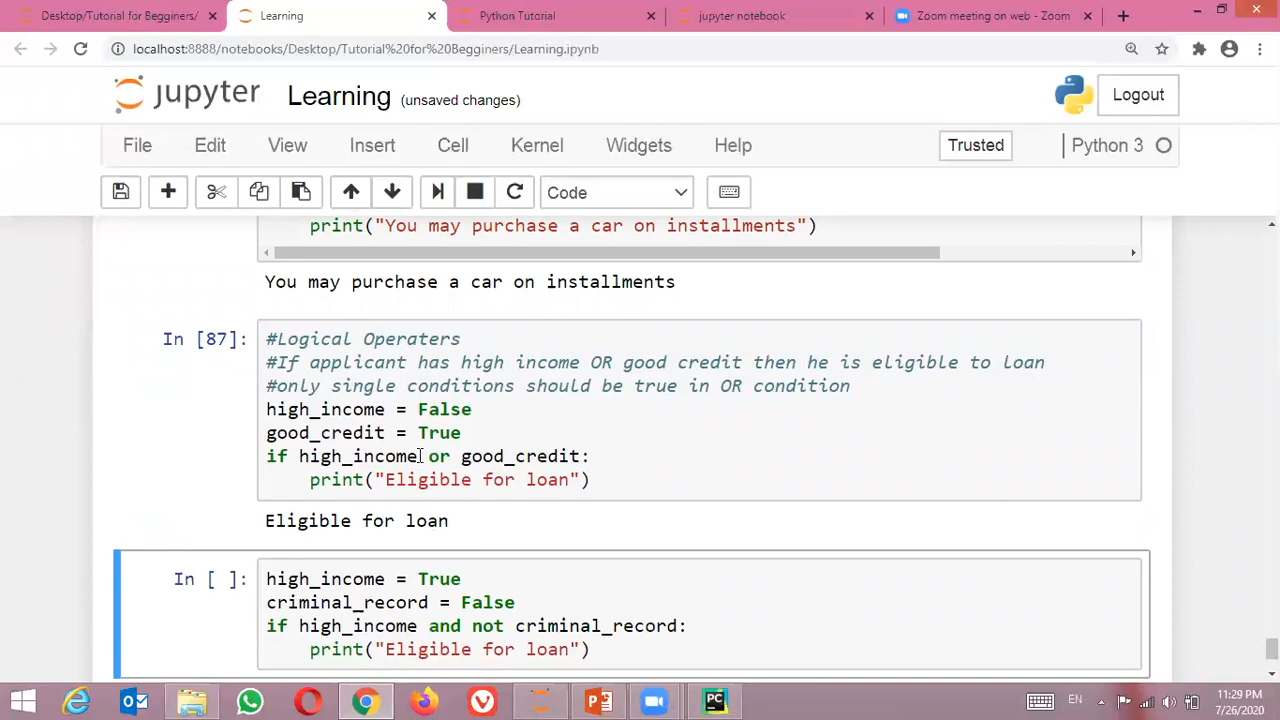 Desktop/Tutorial for Begginers/
Learning
Python Tutorial
jupyter notebook
Zoom meeting on web - Zoom
localhost:8888/notebooks/Desktop/Tutorial%20for%20Begginers/Learning.ipynb
jupyter
Learning
(unsaved changes)
Logout
File
Edit
View
Insert
Cell
Kernel
Widgets
Help
Trusted
Python 3
Code
print("You may purchase a car on installments")
You may purchase a car on installments
In [87]:
#Logical Operaters
#If applicant has high income OR good credit then he is eligible to loan
#only single conditions should be true in OR condition
high_income = False
good_credit = True
if high_income or good_credit:
print("Eligible for loan")
Eligible for loan
In [ ]:
high_income = True
criminal_record = False
if high_income and not criminal_record:
print("Eligible for loan")
EN
11:29 PM
7/26/2020